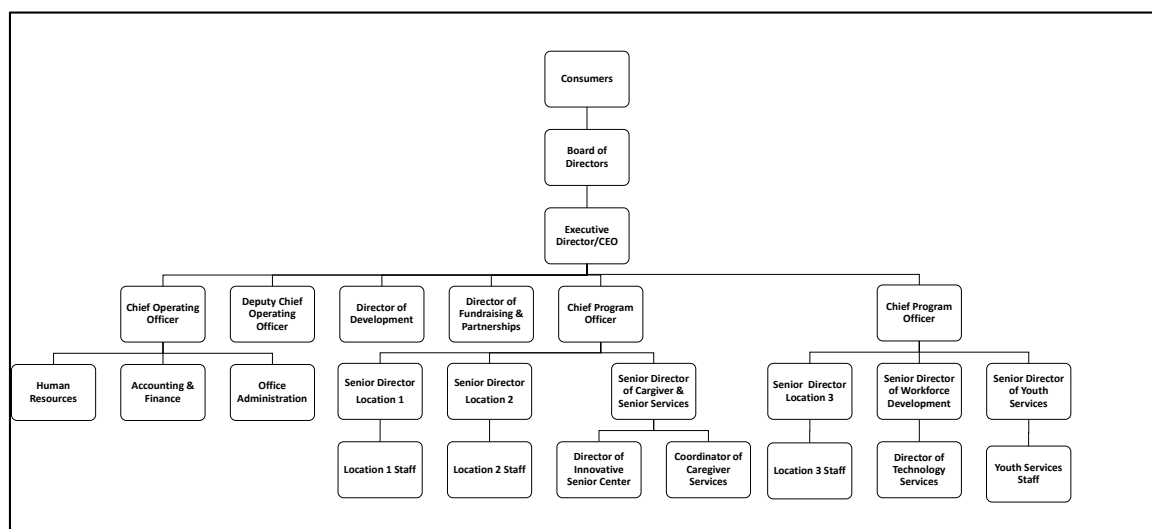 Consumers
Board of
Directors
Executive
Director/CEO
Chief Operating
Officer
Deputy Chief
Operating
Officer
Director of
Development
Director of
Fundraising &
Partnerships
Chief Program
Officer
Chief Program
Officer
Human
Resources
Accounting &
Finance
Office
Administration
Senior Director
Location 1
Senior Director
Location 2
Senior Director
of Cargiver &
Senior Services
Senior Director
Location 3
Senior Director
of Workforce
Development
Senior Director
of Youth
Services
Location 1 Staff
Location 2 Staff
Director of
Innovative
Senior Center
Coordinator of
Caregiver
Services
Location 3 Staff
Director of
Technology
Services
Youth Services
Staff